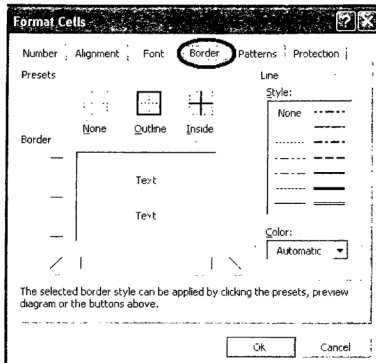 Format Cells
Number Alignment Font Border Patterns Protection
Presets
Line
Style:
None
None Outline Inside
Border
Text
Text
Color:
Automatic
The selected border style can be applied by clicking the presets, preview
diagram or the buttons above.
Ok Cancel